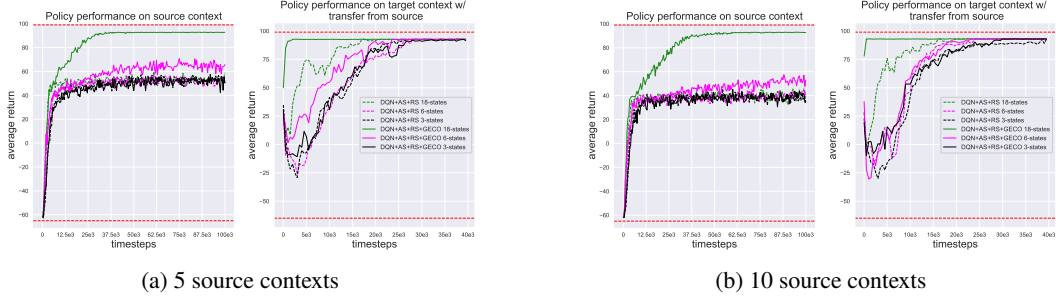 Policy performance on source context
average return
100
80
60
40
20
0
−20
−40
−60
0 12.5e3 25e3 37.5e3 50e3 62.5e3 75e3 87.5e3 100e3
timesteps
Policy performance on target context w/
transfer from source
average return
100
75
50
25
0
−25
−50
0 5e3 10e3 15e3 20e3 25e3 30e3 35e3 40e3
timesteps
DQN+AS+RS 18-states
DQN+AS+RS 6-states
DQN+AS+RS 3-states
DQN+AS+RS+GECO 18-states
DQN+AS+RS+GECO 6-states
DQN+AS+RS+GECO 3-states
(a) 5 source contexts
Policy performance on source context
average return
100
80
60
40
20
0
−20
−40
−60
0 12.5e3 25e3 37.5e3 50e3 62.5e3 75e3 87.5e3 100e3
timesteps
Policy performance on target context w/
transfer from source
average return
100
75
50
25
0
−25
−50
0 5e3 10e3 15e3 20e3 25e3 30e3 35e3 40e3
timesteps
DQN+AS+RS 18-states
DQN+AS+RS 6-states
DQN+AS+RS 3-states
DQN+AS+RS+GECO 18-states
DQN+AS+RS+GECO 6-states
DQN+AS+RS+GECO 3-states
(b) 10 source contexts